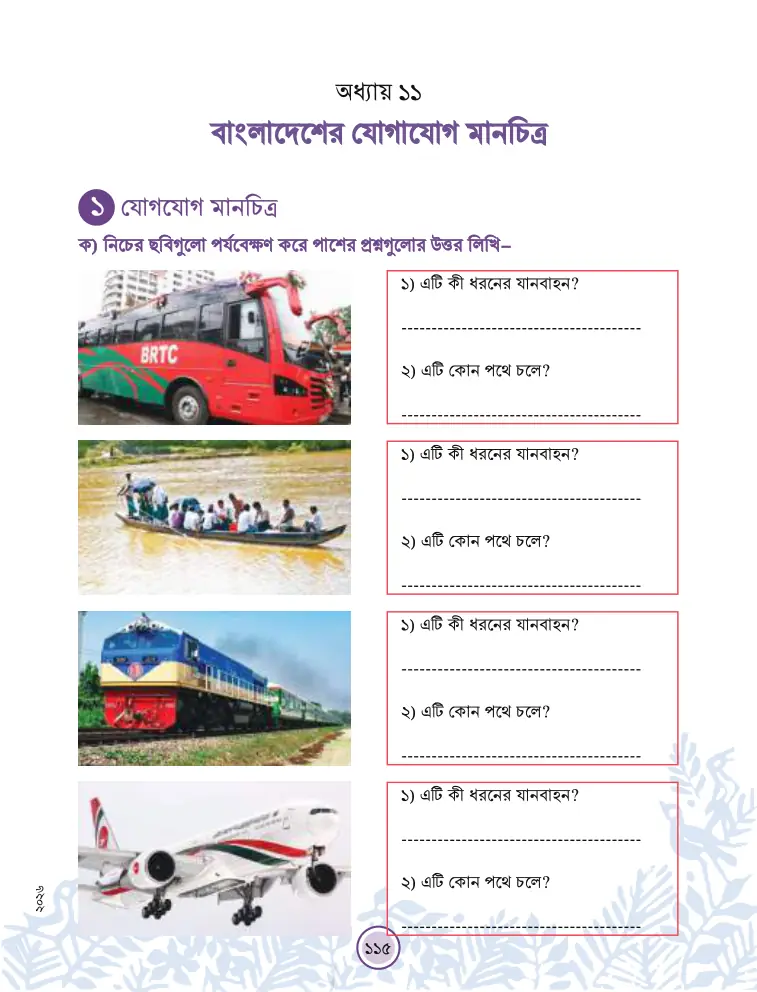 অধ্যায় ১১
বাংলাদেশের যোগাযোগ মানচিত্র
১ যোগযোগ মানচিত্র
ক) নিচের ছবিগুলো পর্যবেক্ষণ করে পাশের প্রশ্নগুলোর উত্তর লিখি–
BRTC
১) এটি কী ধরনের যানবাহন?
২) এটি কোন পথে চলে?
১) এটি কী ধরনের যানবাহন?
২) এটি কোন পথে চলে?
১) এটি কী ধরনের যানবাহন?
২) এটি কোন পথে চলে?
১) এটি কী ধরনের যানবাহন?
২) এটি কোন পথে চলে?
২০২৬
১১৫